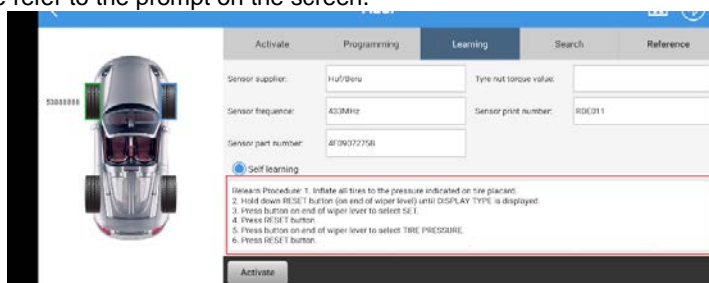 e refer to the prompt on the screen.
Activate Programming Learning Search Reference
Sensor supplier: Huf/Beru Tyre nut torque value:
53888888
Sensor frequence: 433MHz Sensor print number: RDE011
Sensor part number: 4F0907275B
Self learning
Relearn Procedure: 1. Inflate all tires to the pressure indicated on tire placard.
2. Hold down RESET button (on end of wiper level) until DISPLAY TYPE is displayed.
3. Press button on end of wiper lever to select SET.
4. Press RESET button.
5. Press button on end of wiper lever to select TIRE PRESSURE.
6. Press RESET button.
Activate